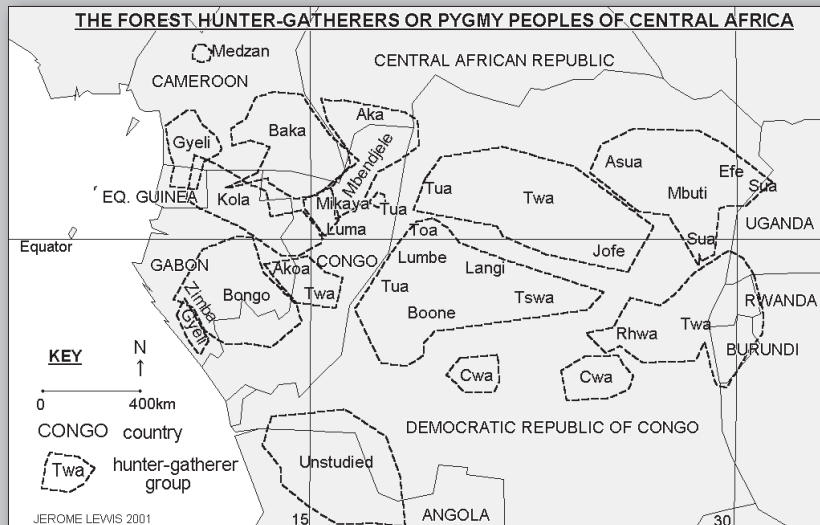 THE FOREST HUNTER-GATHERERS OR PYGMY PEOPLES OF CENTRAL AFRICA
Medzan
CENTRAL AFRICAN REPUBLIC
CAMEROON
Aka
Baka
Gyeli
Mbendjele
Asua
Efe
Sua
Mbuti
Tua
Twa
EQ. GUINEA
Kola
Mikaya
Tua
Luma
UGANDA
Toa
Sua
Equator
Jofe
GABON
Akoa
CONGO
Lumbe
Langi
Zimba
Bongo
Twa
Tua
Tswa
RWANDA
Boone
Gyeli
Rhwa
Twa
BURUNDI
KEY
N
Cwa
Cwa
0
400km
CONGO country
DEMOCRATIC REPUBLIC OF CONGO
Twa
hunter-gatherer
group
Unstudied
JEROME LEWIS 2001
15
ANGOLA
30